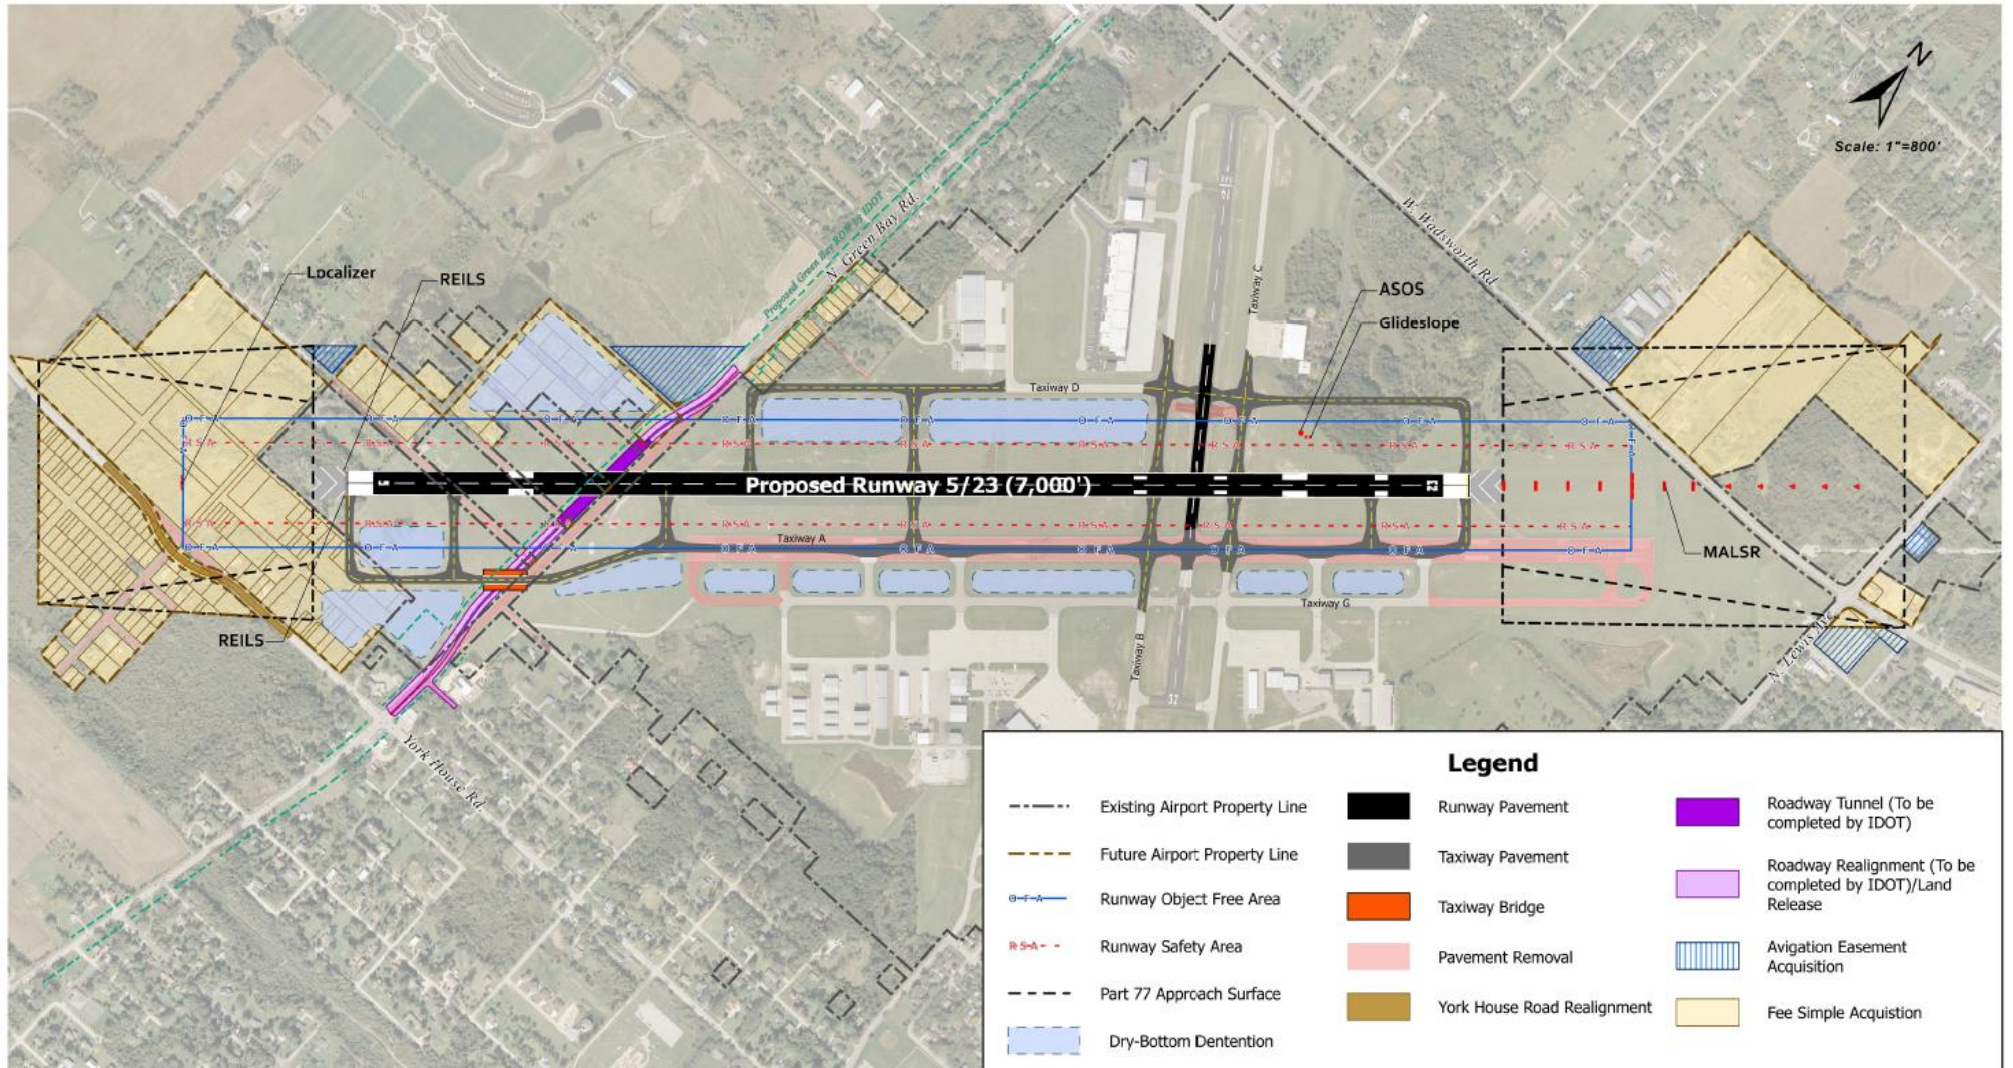 N
Scale: 1"=800'
Proposed Green Bay ROW by IDOT
N. Green Bay Rd.
W. Wadsworth Rd
Localizer
REILS
ASOS
Glideslope
Taxiway C
Taxiway D
O F A
O F A
O F A
O F A
O F A
O F A
O F A
O F A
O F A
R S A
R S A
R S A
R S A
R S A
R S A
R S A
R S A
R S A
5
Proposed Runway 5/23 (7,000')
23
R S A
R S A
R S A
R S A
R S A
R S A
R S A
R S A
R S A
Taxiway A
O F A
O F A
O F A
O F A
O F A
O F A
O F A
O F A
O F A
MALSR
Taxiway G
REILS
Taxiway B
N. Lewis Ave.
32
York House Rd.
Legend
Existing Airport Property Line
Future Airport Property Line
O F A
Runway Object Free Area
R S A
Runway Safety Area
Part 77 Approach Surface
Dry-Bottom Dentention
Runway Pavement
Taxiway Pavement
Taxiway Bridge
Pavement Removal
York House Road Realignment
Roadway Tunnel (To be
completed by IDOT)
Roadway Realignment (To be
completed by IDOT)/Land
Release
Avigation Easement
Acquisition
Fee Simple Acquistion